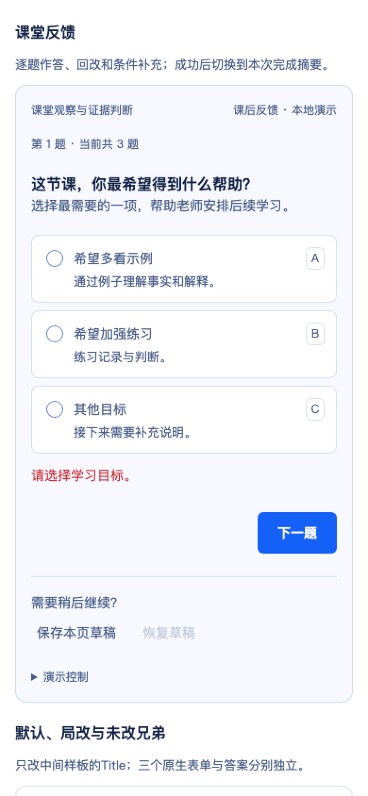 课堂反馈
逐题作答、回改和条件补充；成功后切换到本次完成摘要。
课堂观察与证据判断
课后反馈 · 本地演示
第 1 题 · 当前共 3 题
这节课，你最希望得到什么帮助？
选择最需要的一项，帮助老师安排后续学习。
希望多看示例
A
通过例子理解事实和解释。
希望加强练习
B
练习记录与判断。
其他目标
C
接下来需要补充说明。
请选择学习目标。
下一题
需要稍后继续？
保存本页草稿
恢复草稿
演示控制
默认、局改与未改兄弟
只改中间样板的Title；三个原生表单与答案分别独立。